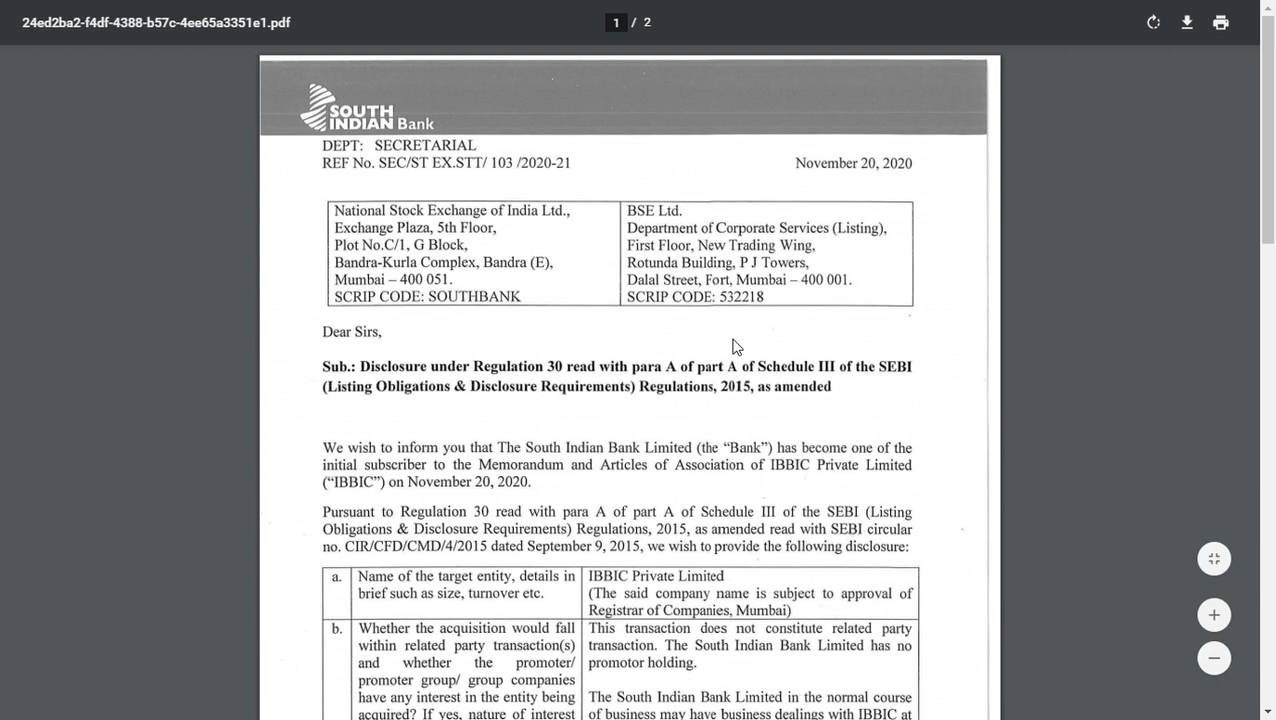 24ed2ba2-f4df-4388-b57c-4ee65a3351e1.pdf
1 / 2
SOUTH
INDIAN Bank
DEPT: SECRETARIAL
REF No. SEC/ST EX.STT/ 103 /2020-21 November 20, 2020
National Stock Exchange of India Ltd.,
Exchange Plaza, 5th Floor,
Plot No.C/1, G Block,
Bandra-Kurla Complex, Bandra (E),
Mumbai – 400 051.
SCRIP CODE: SOUTHBANK
BSE Ltd.
Department of Corporate Services (Listing),
First Floor, New Trading Wing,
Rotunda Building, P J Towers,
Dalal Street, Fort, Mumbai – 400 001.
SCRIP CODE: 532218
Dear Sirs,
Sub.: Disclosure under Regulation 30 read with para A of part A of Schedule III of the SEBI
(Listing Obligations & Disclosure Requirements) Regulations, 2015, as amended
We wish to inform you that The South Indian Bank Limited (the “Bank”) has become one of the
initial subscriber to the Memorandum and Articles of Association of IBBIC Private Limited
(“IBBIC”) on November 20, 2020.
Pursuant to Regulation 30 read with para A of part A of Schedule III of the SEBI (Listing
Obligations & Disclosure Requirements) Regulations, 2015, as amended read with SEBI circular
no. CIR/CFD/CMD/4/2015 dated September 9, 2015, we wish to provide the following disclosure:
a. Name of the target entity, details in
brief such as size, turnover etc.
IBBIC Private Limited
(The said company name is subject to approval of
Registrar of Companies, Mumbai)
b. Whether the acquisition would fall
within related party transaction(s)
and whether the promoter/
promoter group/ group companies
have any interest in the entity being
acquired? If yes, nature of interest
This transaction does not constitute related party
transaction. The South Indian Bank Limited has no
promotor holding.
The South Indian Bank Limited in the normal course
of business may have business dealings with IBBIC at